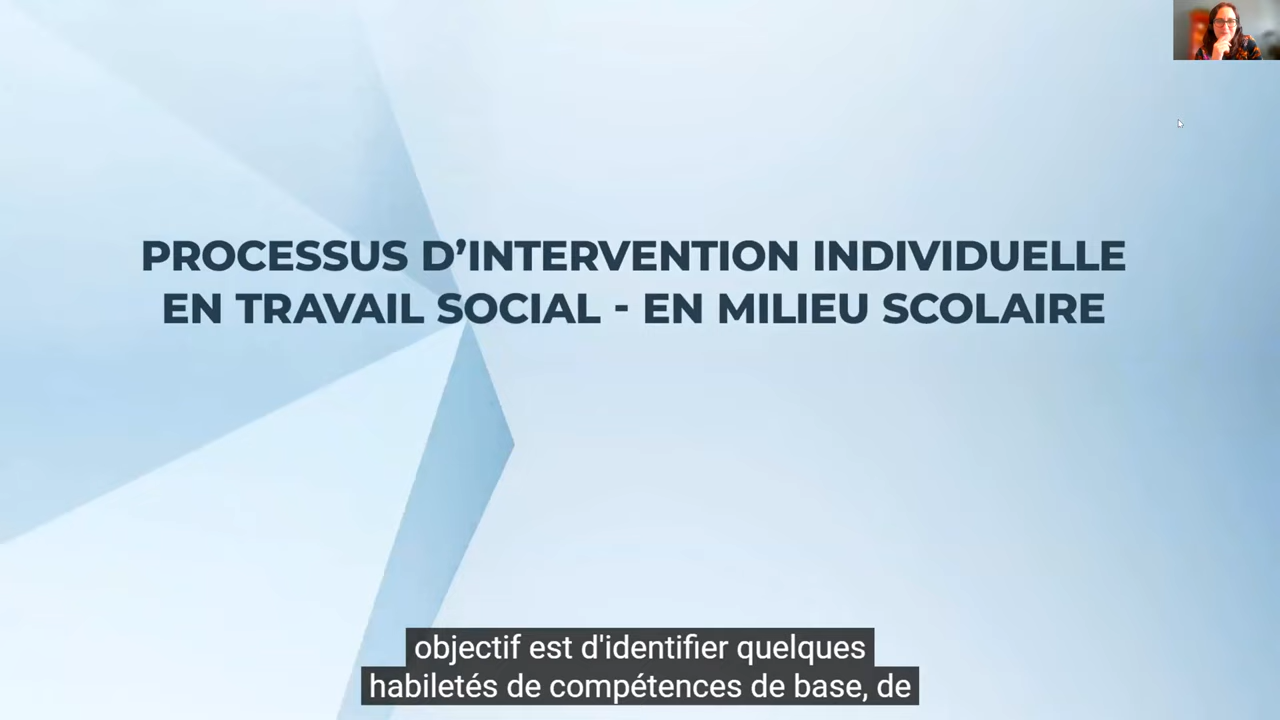 PROCESSUS D’INTERVENTION INDIVIDUELLE
EN TRAVAIL SOCIAL - EN MILIEU SCOLAIRE
objectif est d'identifier quelques
habiletés de compétences de base, de